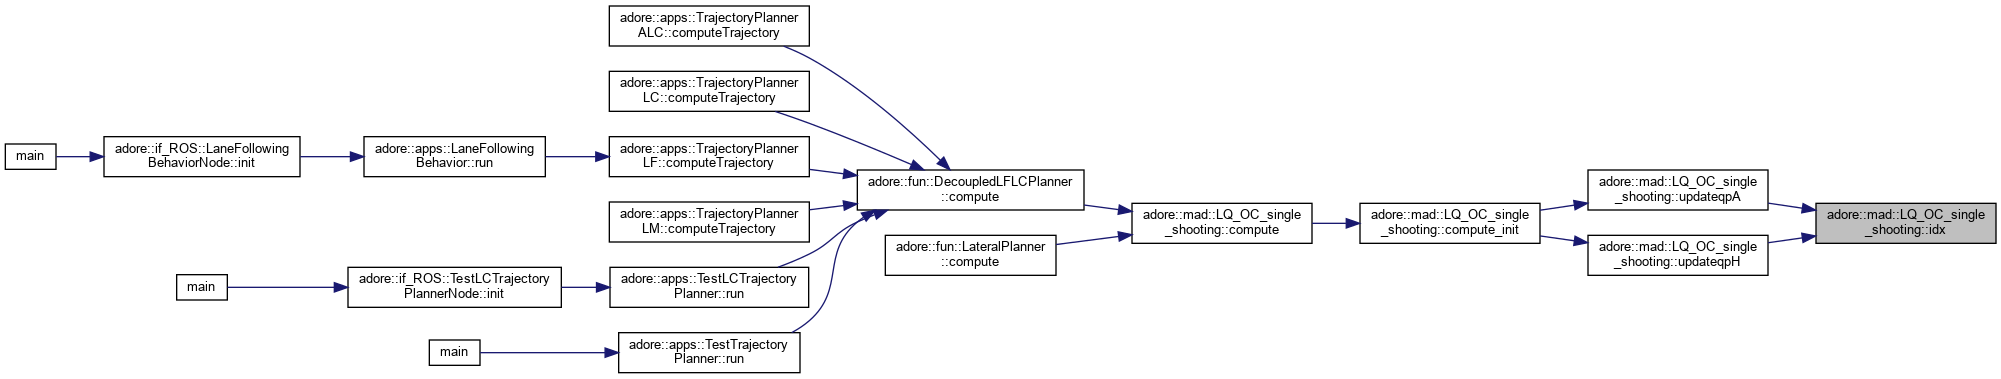 adore::apps::TrajectoryPlanner
ALC::computeTrajectory
adore::apps::TrajectoryPlanner
LC::computeTrajectory
main
adore::if_ROS::LaneFollowing
BehaviorNode::init
adore::apps::LaneFollowing
Behavior::run
adore::apps::TrajectoryPlanner
LF::computeTrajectory
adore::apps::TrajectoryPlanner
LM::computeTrajectory
main
adore::if_ROS::TestLCTrajectory
PlannerNode::init
adore::apps::TestLCTrajectory
Planner::run
main
adore::apps::TestTrajectory
Planner::run
adore::fun::DecoupledLFLCPlanner
::compute
adore::fun::LateralPlanner
::compute
adore::mad::LQ_OC_single
_shooting::compute
adore::mad::LQ_OC_single
_shooting::compute_init
adore::mad::LQ_OC_single
_shooting::updateqpA
adore::mad::LQ_OC_single
_shooting::updateqpH
adore::mad::LQ_OC_single
_shooting::idx